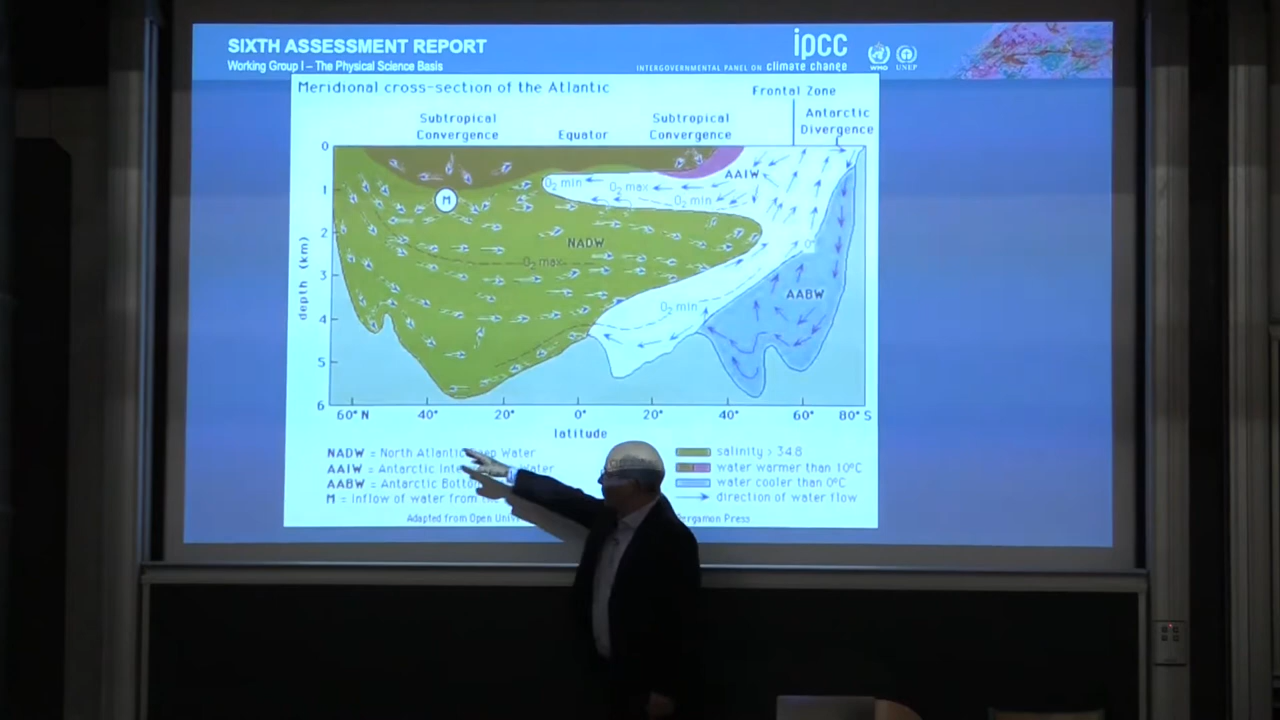 SIXTH ASSESSMENT REPORT
Working Group I – The Physical Science Basis
ipcc
INTERGOVERNMENTAL PANEL ON climate change
WMO
UNEP
Meridional cross-section of the Atlantic
Frontal Zone
Subtropical Convergence
Equator
Subtropical Convergence
Antarctic Divergence
depth (km)
0
1
2
3
4
5
6
O₂ min
O₂ max
O₂ min
AAIW
M
NADW
O₂ max
0°
O₂ min
AABW
60° N 40° 20° 0° 20° 40° 60° 80° S
latitude
NADW = North Atlantic Water
AAIW = Antarctic Water
AABW = Antarctic
M = Inflow of water from
salinity > 34.8
water warmer than 10°C
water cooler than 0°C
direction of water flow
Adapted from Open Pergamon Press